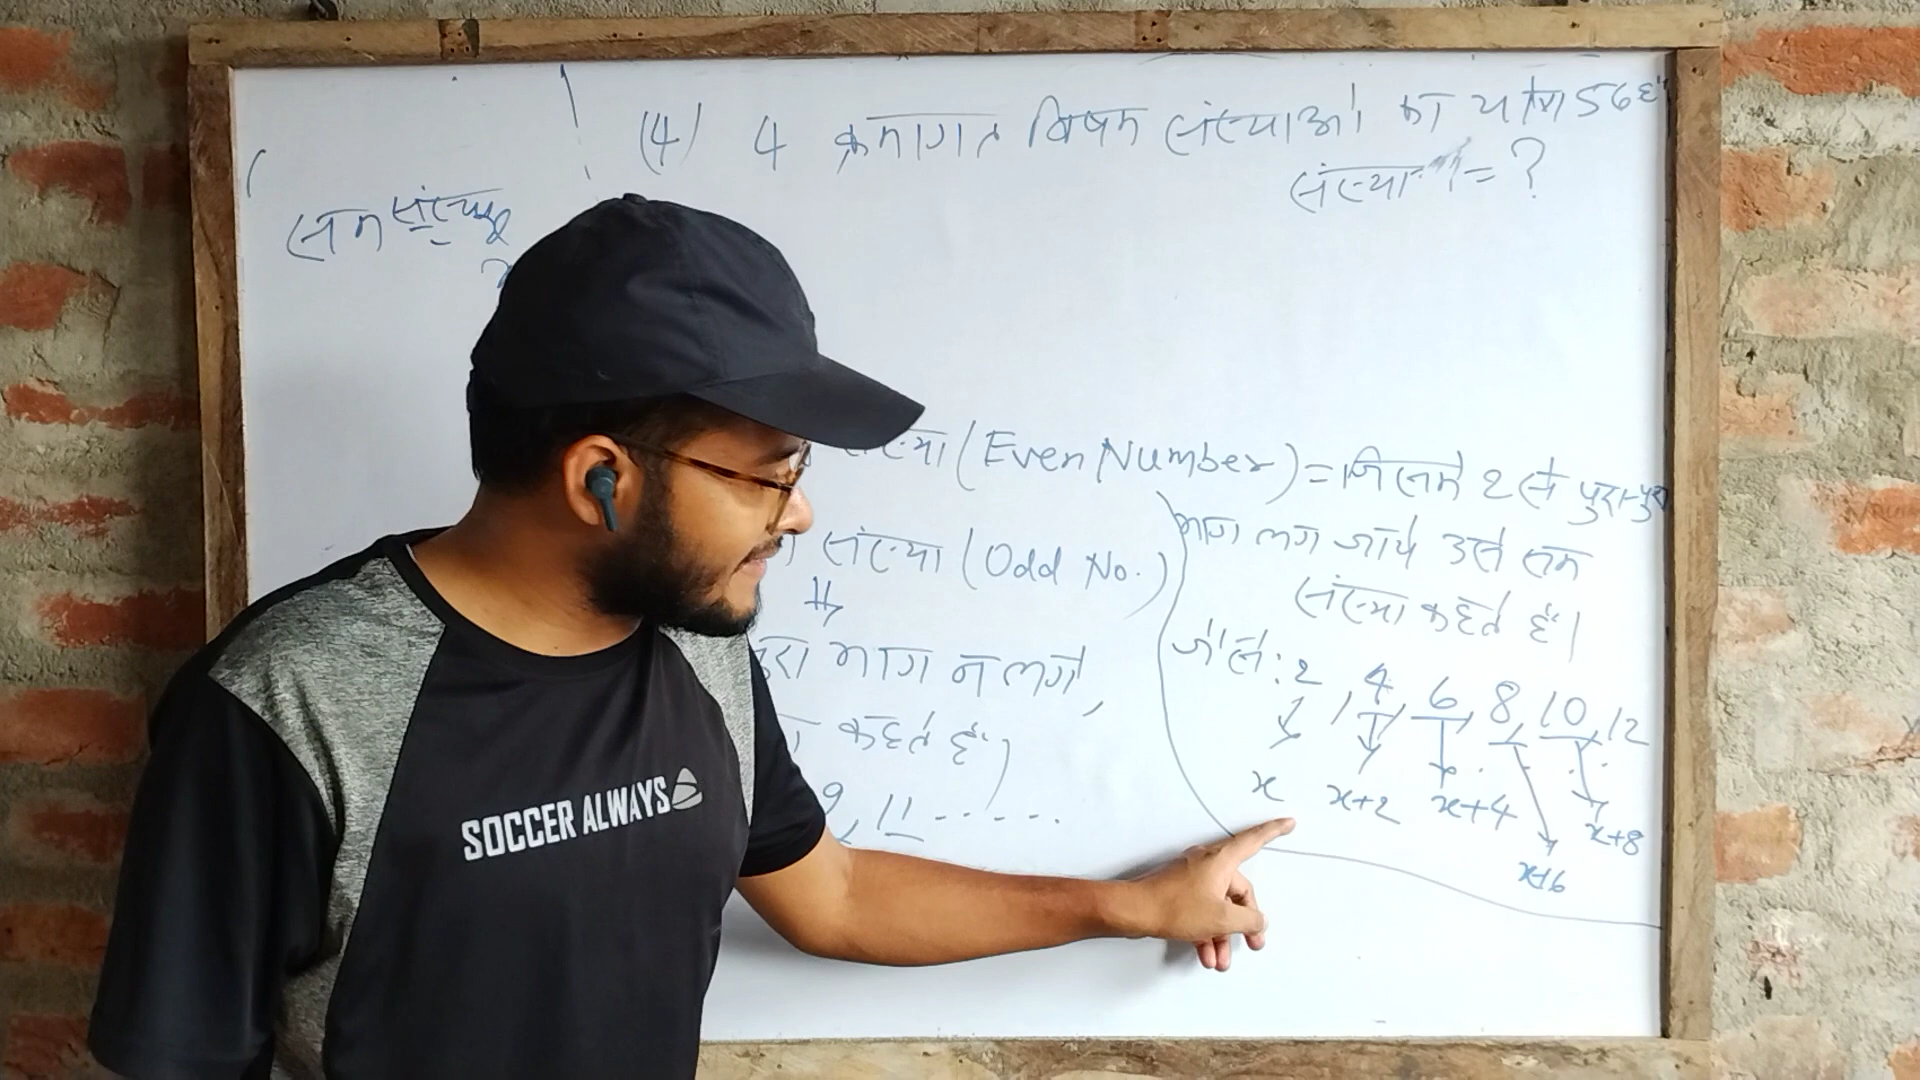 (4) 4 क्रमागत विषम संख्याओं का योग 56 है
संख्या = ?
सम संख्या
(Even Number) = जिसमे 2 से पुरा-पुरा
भाग लग जाये उसे सम
संख्या कहते है।
संख्या (Odd No.)
भाग न लगे,
कहते है।
9, 11 ------
जैसे: 2, 4, 6, 8, 10, 12
x x+2 x+4 x+6 x+8
SOCCER ALWAYS